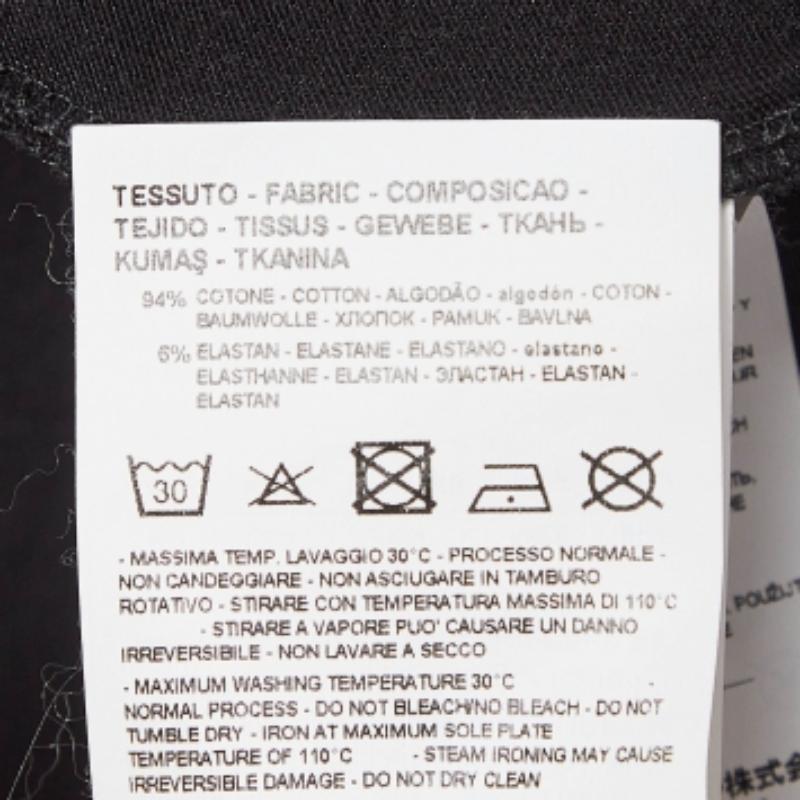 TESSUTO - FABRIC - COMPOSICAO -
TEJIDO - TISSUS - GEWEBE - ТКАНЬ -
KUMAŞ - TKANINA
94% COTONE - COTTON - ALGODÃO - algodón - COTON -
BAUMWOLLE - ХЛОПОК - PAMUK - BAVLNA
6% ELASTAN - ELASTANE - ELASTANO - elastano -
ELASTHANNE - ELASTAN - ЭЛАСТАН - ELASTAN -
ELASTAN
30
- MASSIMA TEMP. LAVAGGIO 30°C - PROCESSO NORMALE -
NON CANDEGGIARE - NON ASCIUGARE IN TAMBURO
ROTATIVO - STIRARE CON TEMPERATURA MASSIMA DI 110°C
- STIRARE A VAPORE PUO' CAUSARE UN DANNO
IRREVERSIBILE - NON LAVARE A SECCO
- MAXIMUM WASHING TEMPERATURE 30°C -
NORMAL PROCESS - DO NOT BLEACH/NO BLEACH - DO NOT
TUMBLE DRY - IRON AT MAXIMUM SOLE PLATE
TEMPERATURE OF 110°C - STEAM IRONING MAY CAUSE
IRREVERSIBLE DAMAGE - DO NOT DRY CLEAN
Y
EN
株式会